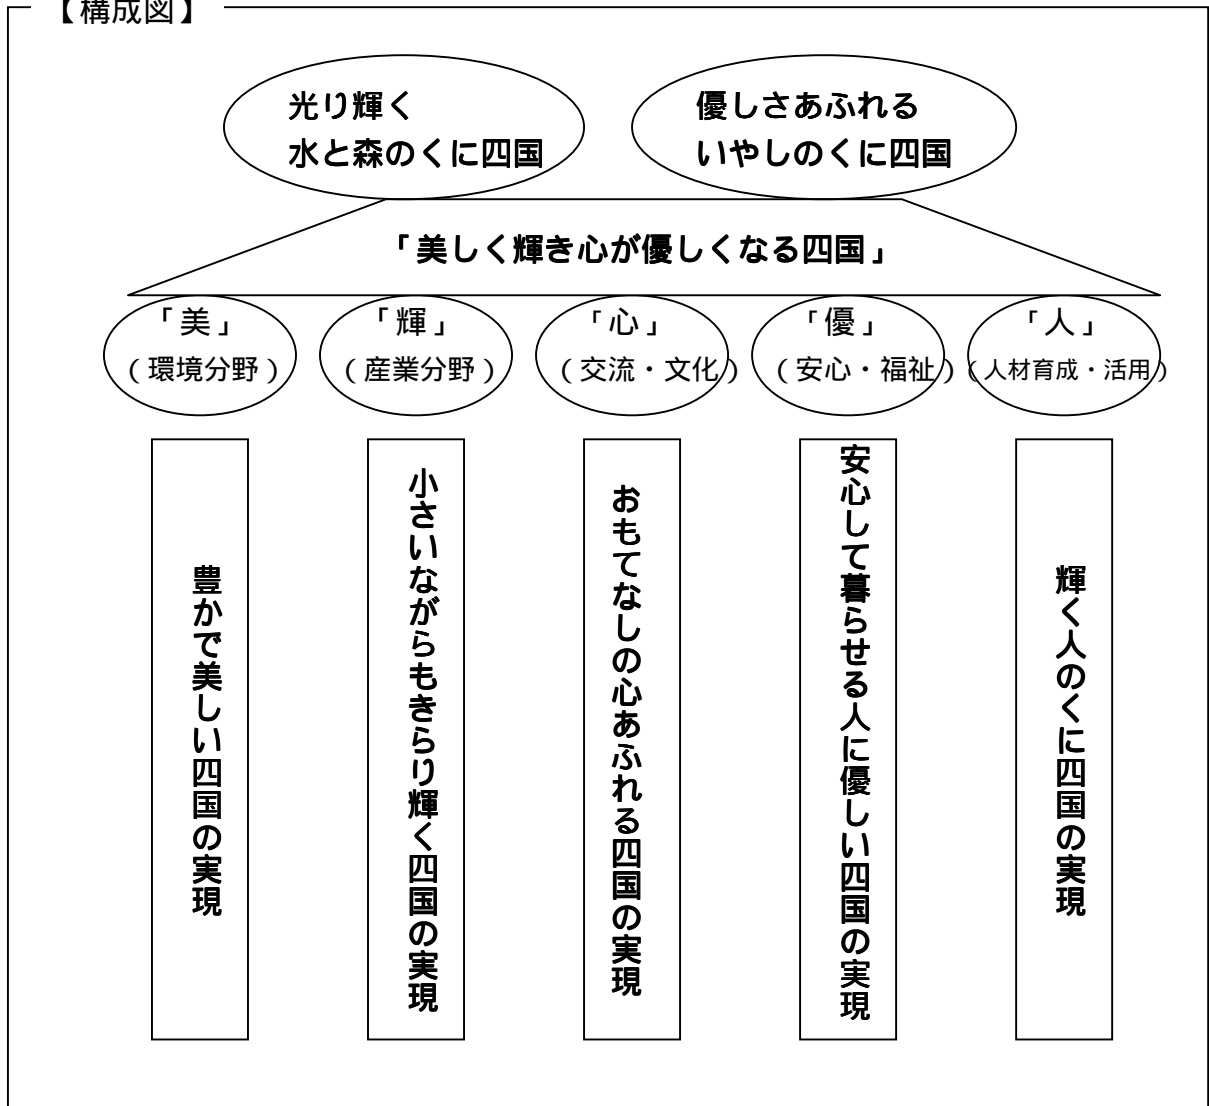 【構成図】
光り輝く
水と森のくに四国
優しさあふれる
いやしのくに四国
「美しく輝き心が優しくなる四国」
「美」
（環境分野）
「輝」
（産業分野）
「心」
（交流・文化）
「優」
（安心・福祉）
「人」
（人材育成・活用）
豊かで美しい四国の実現
小さいながらもきらり輝く四国の実現
おもてなしの心あふれる四国の実現
安心して暮らせる人に優しい四国の実現
輝く人のくに四国の実現